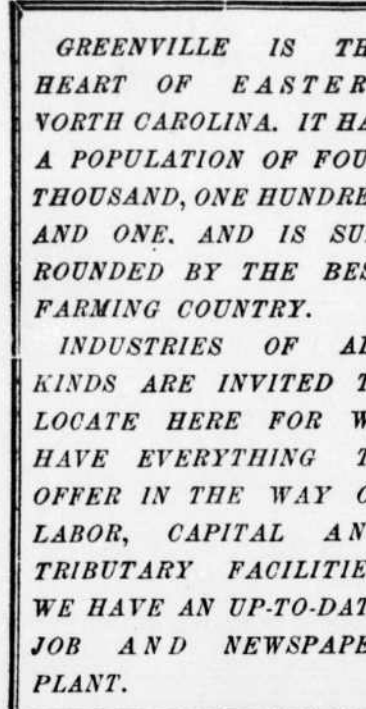 GREENVILLE IS TH
HEART OF EASTER
NORTH CAROLINA. IT HA
A POPULATION OF FOU
THOUSAND, ONE HUNDRE
AND ONE. AND IS SU
ROUNDED BY THE BES
FARMING COUNTRY.
INDUSTRIES OF AL
KINDS ARE INVITED T
LOCATE HERE FOR W
HAVE EVERYTHING T
OFFER IN THE WAY O
LABOR, CAPITAL AN
TRIBUTARY FACILITIE
WE HAVE AN UP-TO-DAT
JOB AND NEWSPAPE
PLANT.